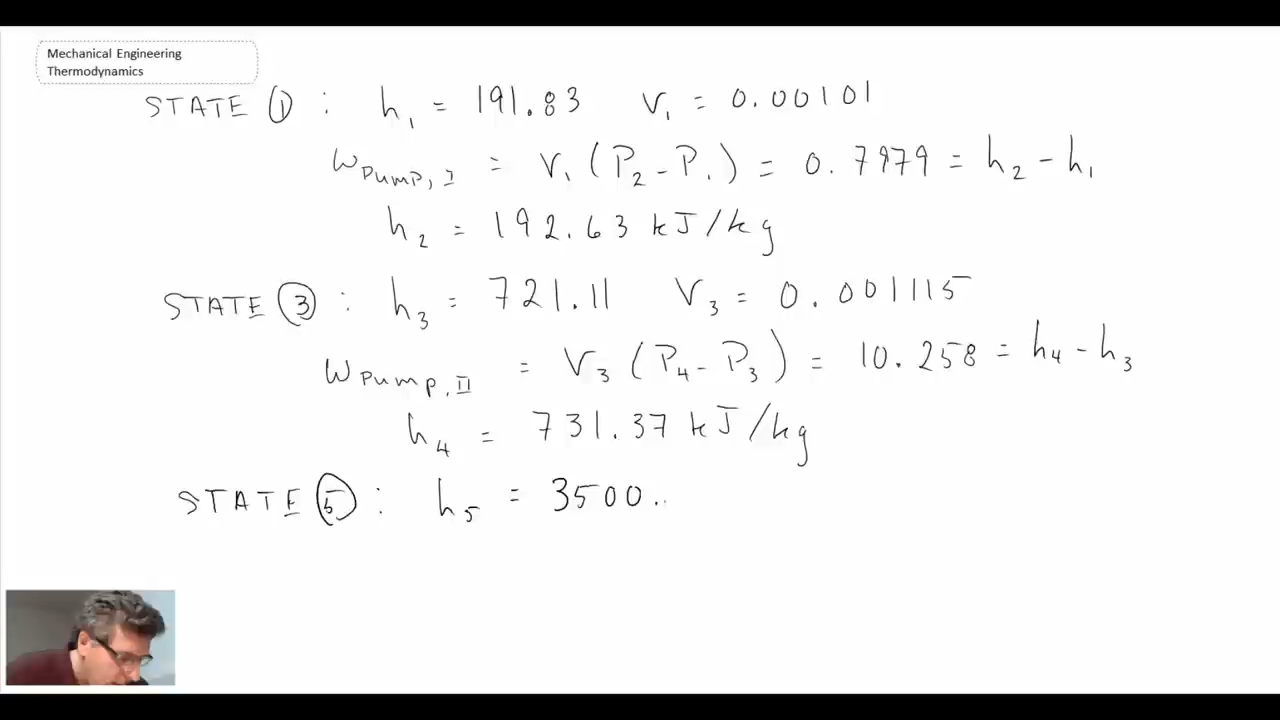 Mechanical Engineering
Thermodynamics
STATE ① : h₁ = 191.83 v₁ = 0.00101
wPump,I = v₁ (P₂ - P₁) = 0.7979 = h₂ - h₁
h₂ = 192.63 kJ/kg
STATE ③ : h₃ = 721.11 v₃ = 0.001115
wPump,II = v₃ (P₄ - P₃) = 10.258 = h₄ - h₃
h₄ = 731.37 kJ/kg
STATE ⑤ : h₅ = 3500.